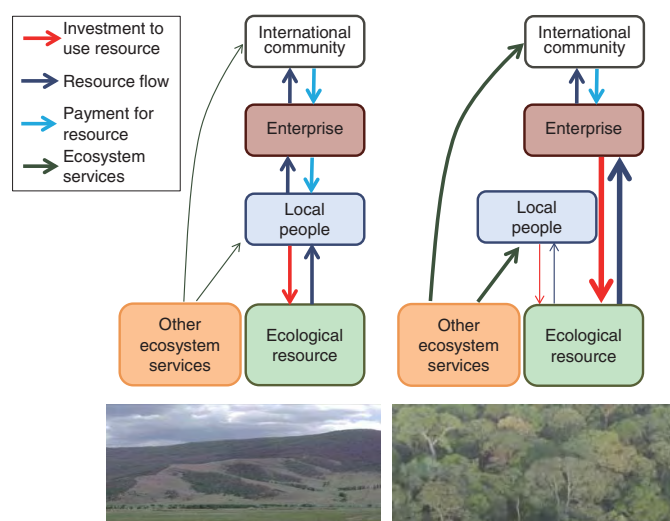 Investment to
use resource
Resource flow
Payment for
resource
Ecosystem
services
International
community
Enterprise
Local
people
Other
ecosystem
services
Ecological
resource
International
community
Enterprise
Local
people
Other
ecosystem
services
Ecological
resource